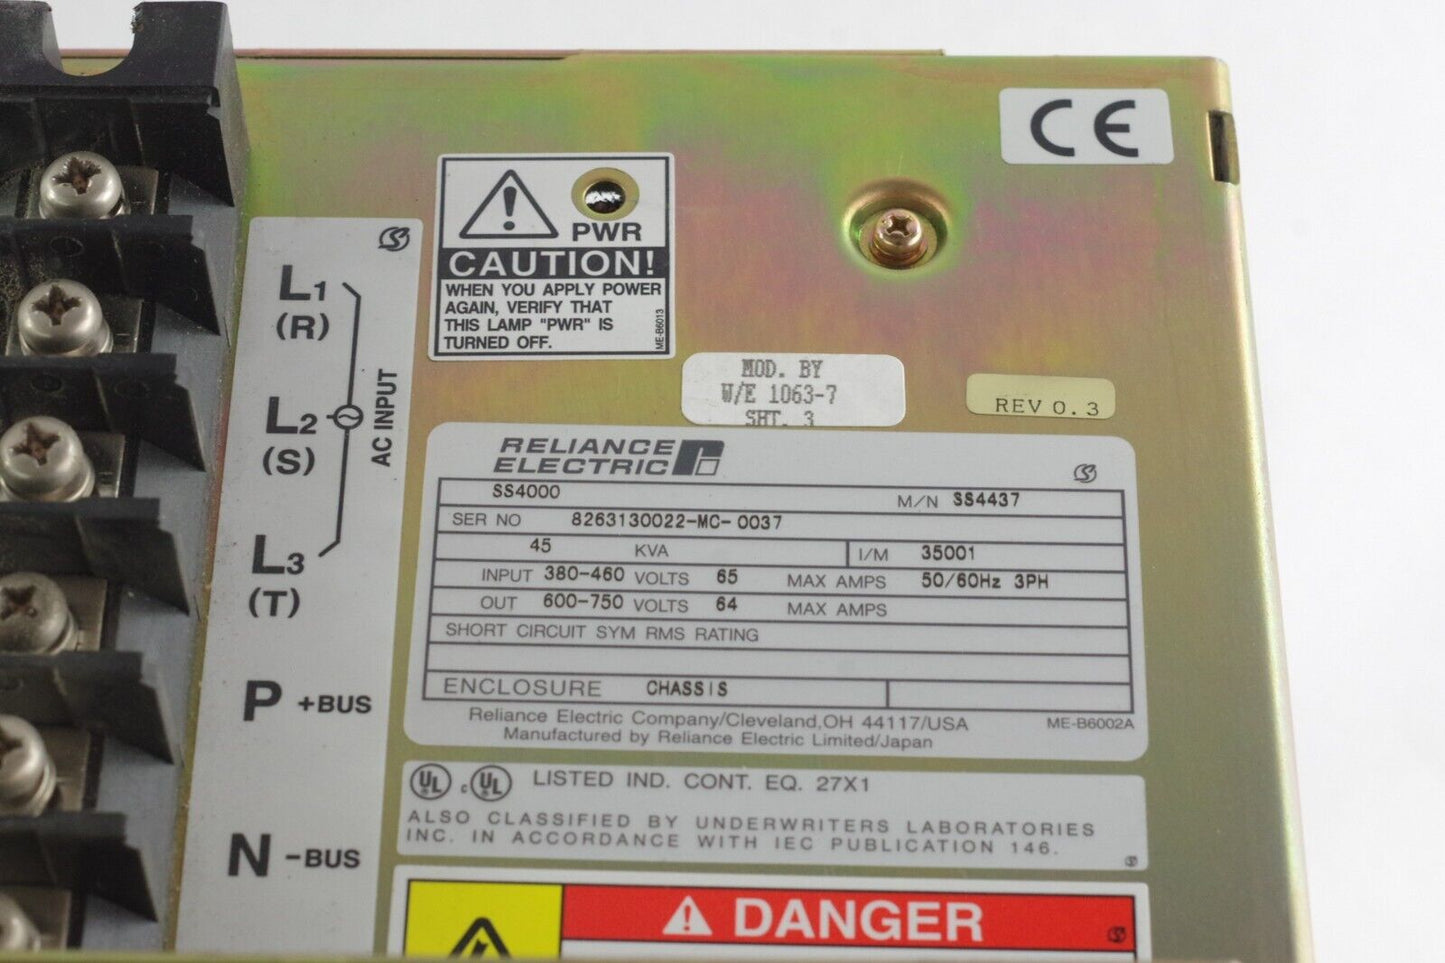 CE
PWR
CAUTION!
WHEN YOU APPLY POWER
AGAIN, VERIFY THAT
THIS LAMP "PWR" IS
TURNED OFF.
ME-B6013
L1
(R)
L2
(S)
AC INPUT
L3
(T)
P +BUS
N -BUS
MOD. BY
W/E 1063-7
SHT. 3
REV 0.3
RELIANCE
ELECTRIC
SS4000 M/N SS4437
SER NO 8263130022-MC-0037
45 KVA I/M 35001
INPUT 380-460 VOLTS 65 MAX AMPS 50/60Hz 3PH
OUT 600-750 VOLTS 64 MAX AMPS
SHORT CIRCUIT SYM RMS RATING
ENCLOSURE CHASSIS
Reliance Electric Company/Cleveland,OH 44117/USA ME-B6002A
Manufactured by Reliance Electric Limited/Japan
UL c UL LISTED IND. CONT. EQ. 27X1
ALSO CLASSIFIED BY UNDERWRITERS LABORATORIES
INC. IN ACCORDANCE WITH IEC PUBLICATION 146.
DANGER